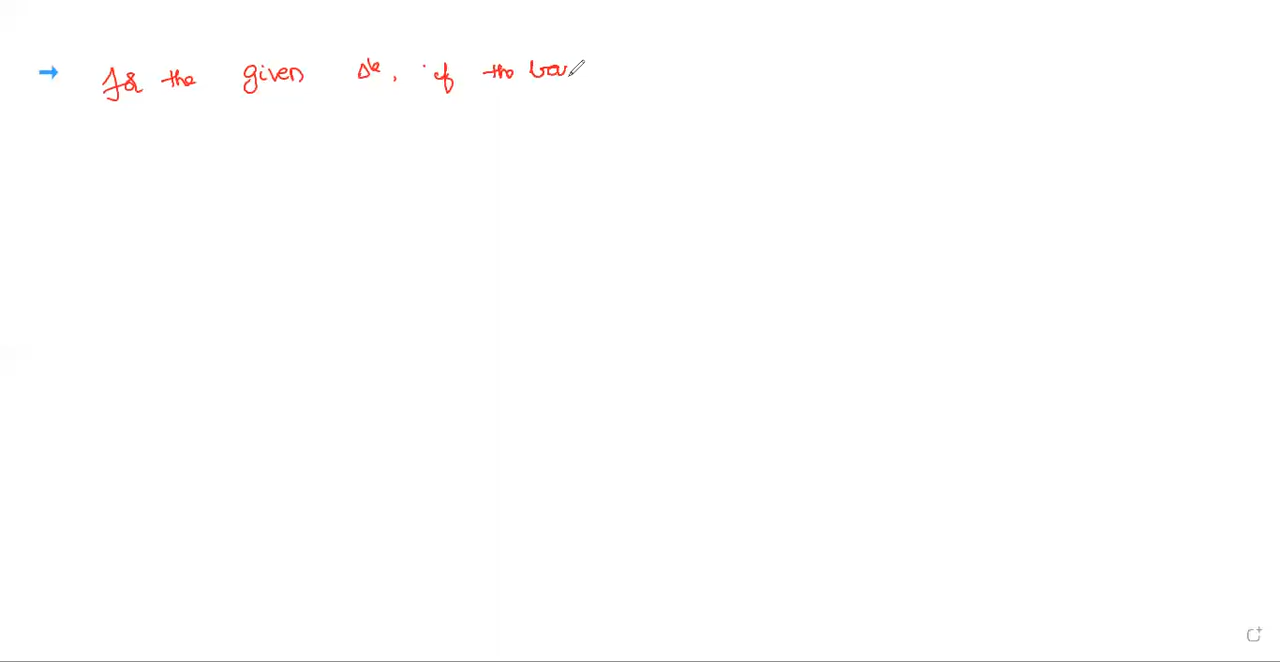 ➡ for the given Δle, if the